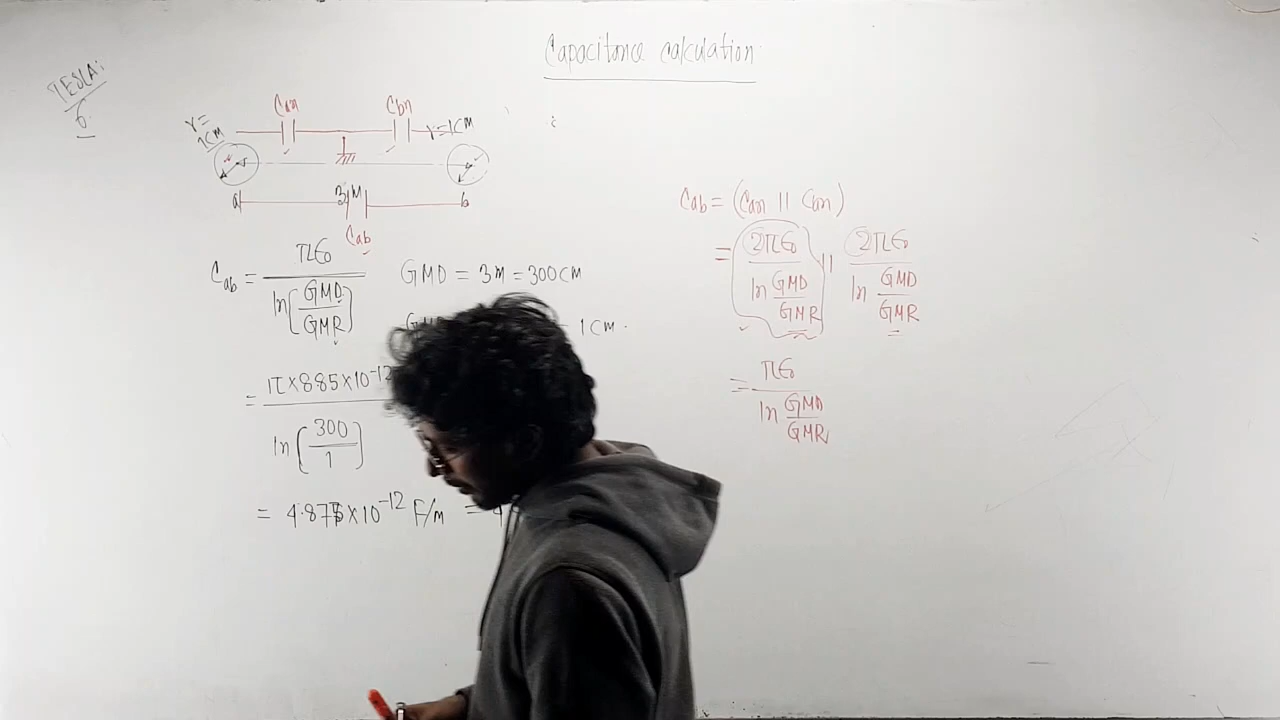 Capacitance calculation
TESLA:
6
Can
Cbn
r=
1CM
r=1CM
r
3M
a
b
Cab
Cab = πϵ₀ / ln[GMD/GMR]
GMD = 3M = 300CM
1CM.
= π×885×10⁻¹²
ln(300/1)
= 4.875×10⁻¹² F/m = 4
Cab = (Can || Cbn)
= 2πϵ₀ / ln GMD/GMR || 2πϵ₀ / ln GMD/GMR
= πϵ₀ / ln GMD/GMR